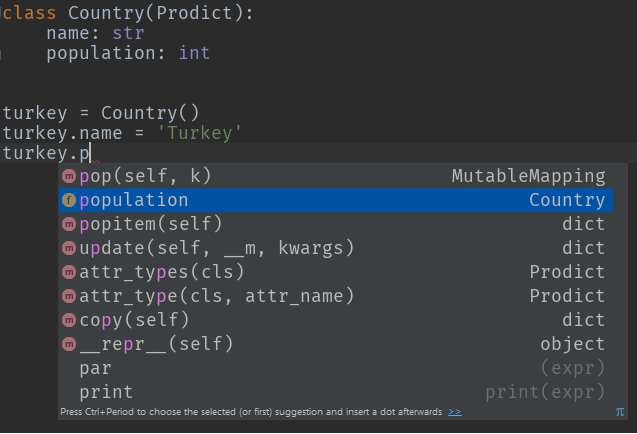 class Country(Prodict):
name: str
population: int
turkey = Country()
turkey.name = 'Turkey'
turkey.p
m pop(self, k) MutableMapping
f population Country
m popitem(self) dict
m update(self, __m, kwargs) dict
m attr_types(cls) Prodict
m attr_type(cls, attr_name) Prodict
m copy(self) dict
m __repr__(self) object
par (expr)
print print(expr)
Press Ctrl+Period to choose the selected (or first) suggestion and insert a dot afterwards >> π